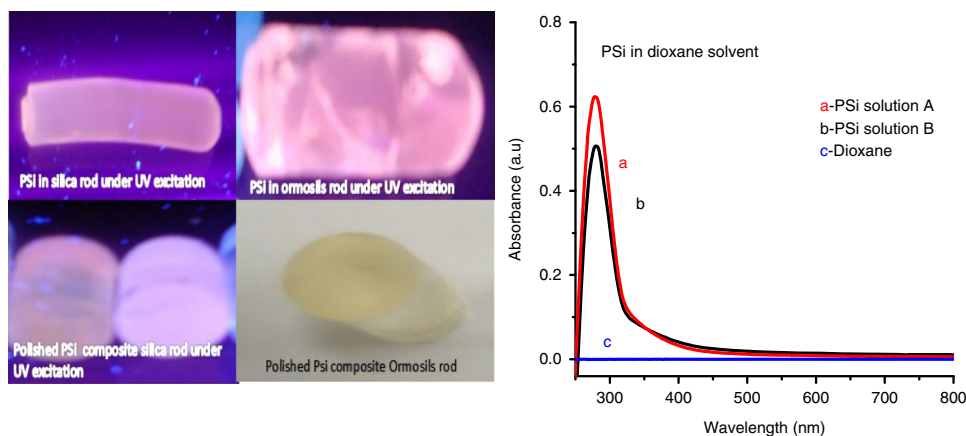 PSi in silica rod under UV excitation
PSi in ormosils rod under UV excitation
Polished PSi composite silica rod under
UV excitation
Polished Psi composite Ormosils rod
0.8
0.6
0.4
0.2
0.0
Absorbance (a.u)
PSi in dioxane solvent
a-PSi solution A
b-PSi solution B
c-Dioxane
a
b
c
300
400
500
600
700
800
Wavelength (nm)